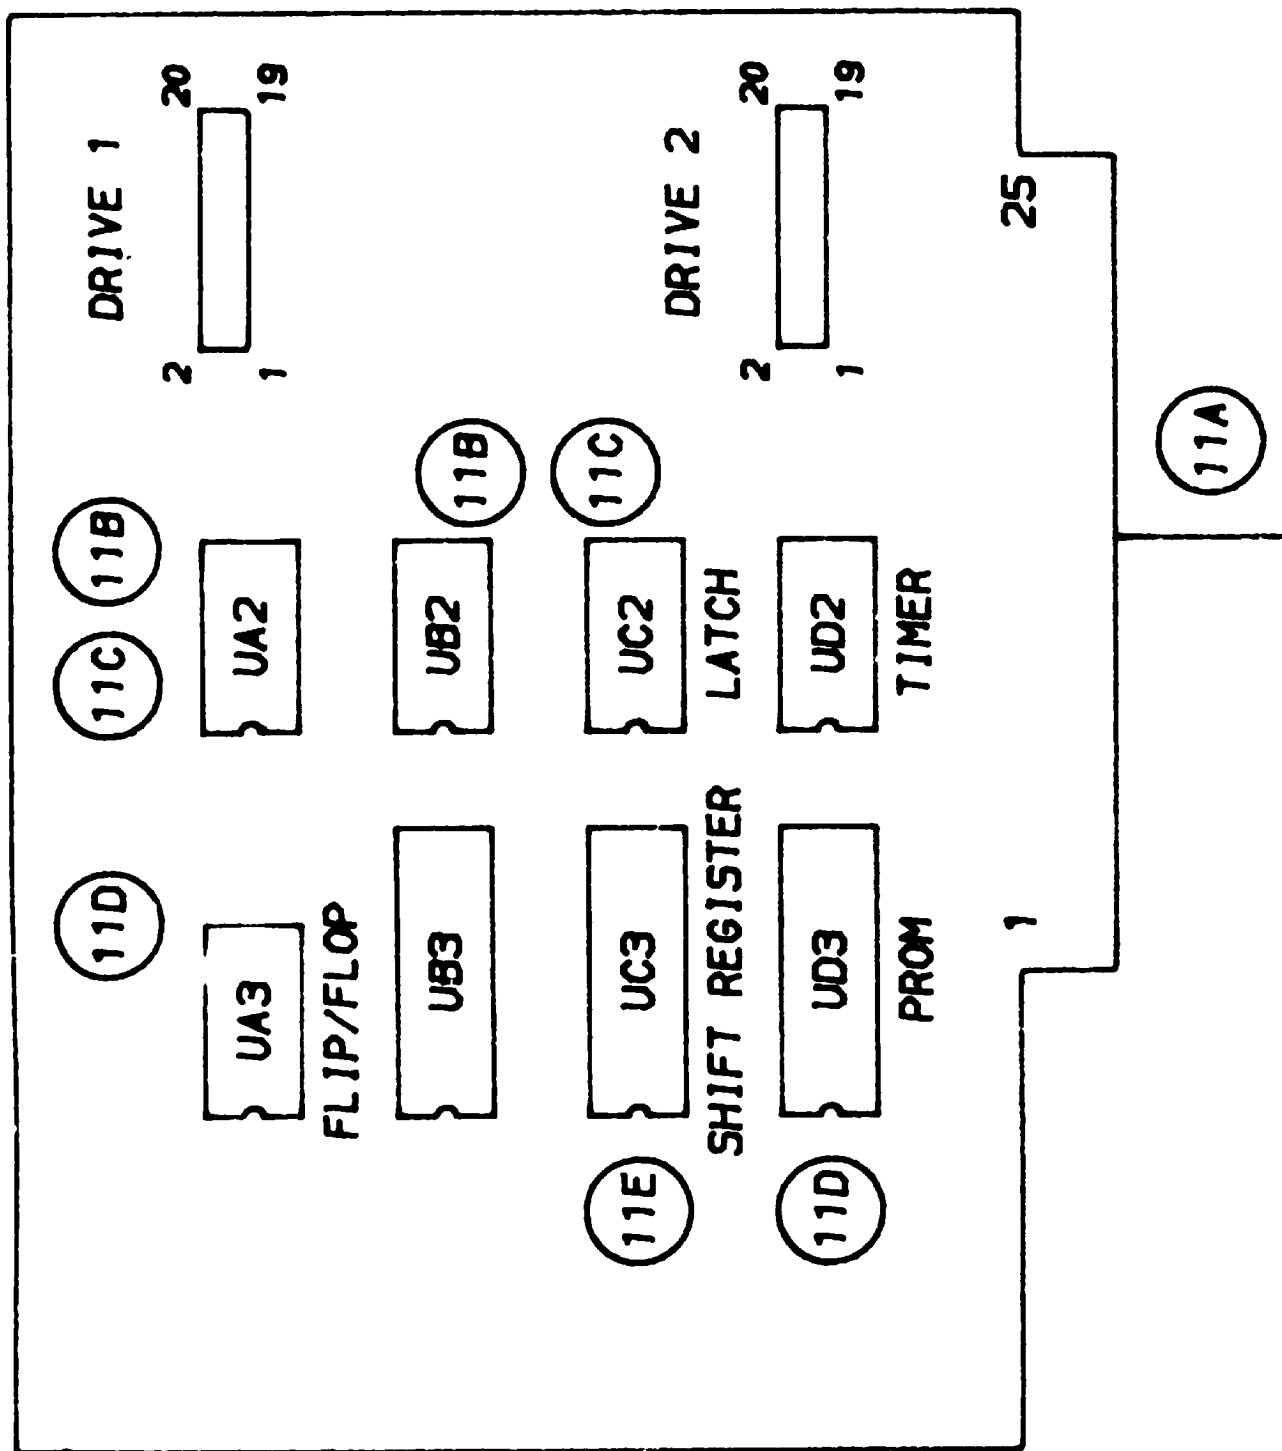 DRIVE 1
20
19
2
1
DRIVE 2
20
19
2
1
25
11B
11C
11B
11C
11A
UA2
UB2
UC2
LATCH
UD2
TIMER
11D
UA3
FLIP/FLOP
UB3
UC3
SHIFT REGISTER
UD3
PROM
1
11E
11D